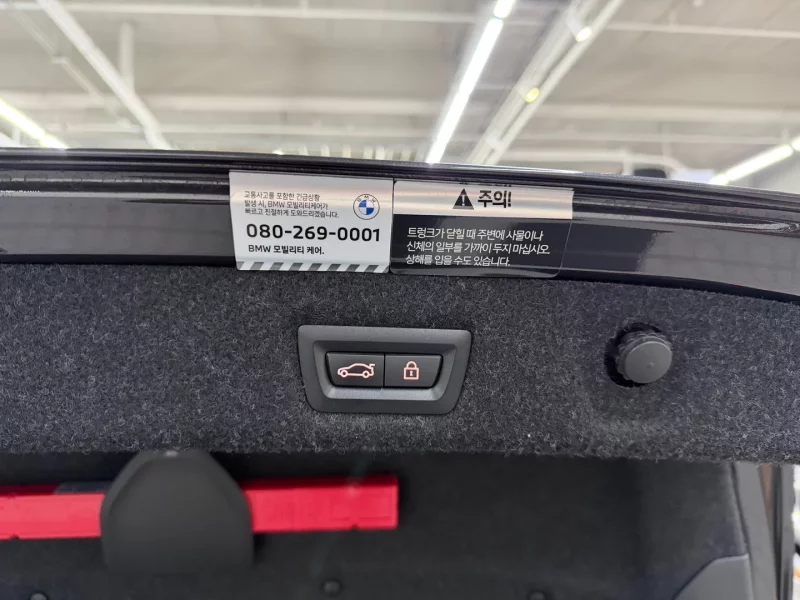 교통사고를 포함한 긴급상황
발생 시, BMW 모빌리티케어가
빠르고 친절하게 도와드리겠습니다.
080-269-0001
BMW 모빌리티 케어.
주의!
트렁크가 닫힐 때 주변에 사물이나
신체의 일부를 가까이 두지 마십시오.
상해를 입을 수도 있습니다.